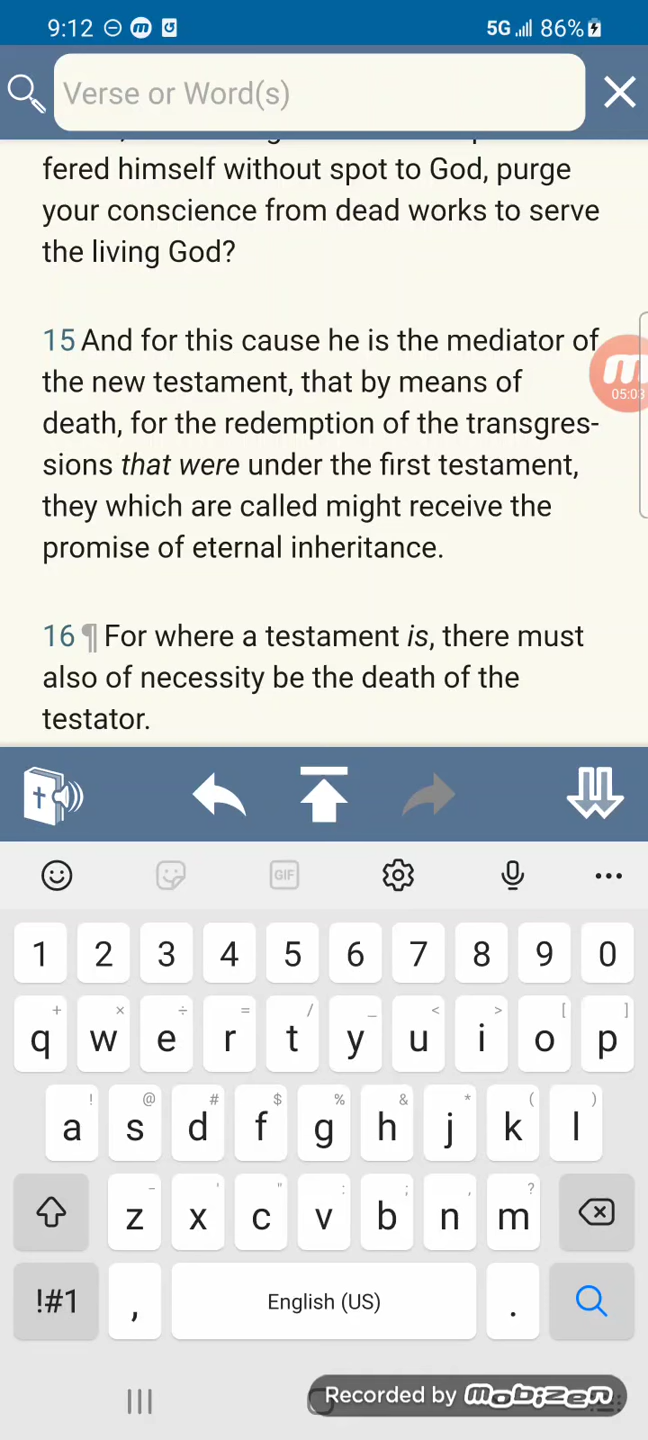 9:12 5G 86%
Verse or Word(s)
fered himself without spot to God, purge
your conscience from dead works to serve
the living God?
15 And for this cause he is the mediator of
the new testament, that by means of
death, for the redemption of the transgres-
sions that were under the first testament,
they which are called might receive the
promise of eternal inheritance.
16 ¶ For where a testament is, there must
also of necessity be the death of the
testator.
m
05:03
GIF
1 2 3 4 5 6 7 8 9 0
+ × ÷ = / _ < > [ ]
q w e r t y u i o p
! @ # $ % & * ( )
a s d f g h j k l
- ' " : ; , ?
z x c v b n m
!#1 , English (US) .
Recorded by mobizen